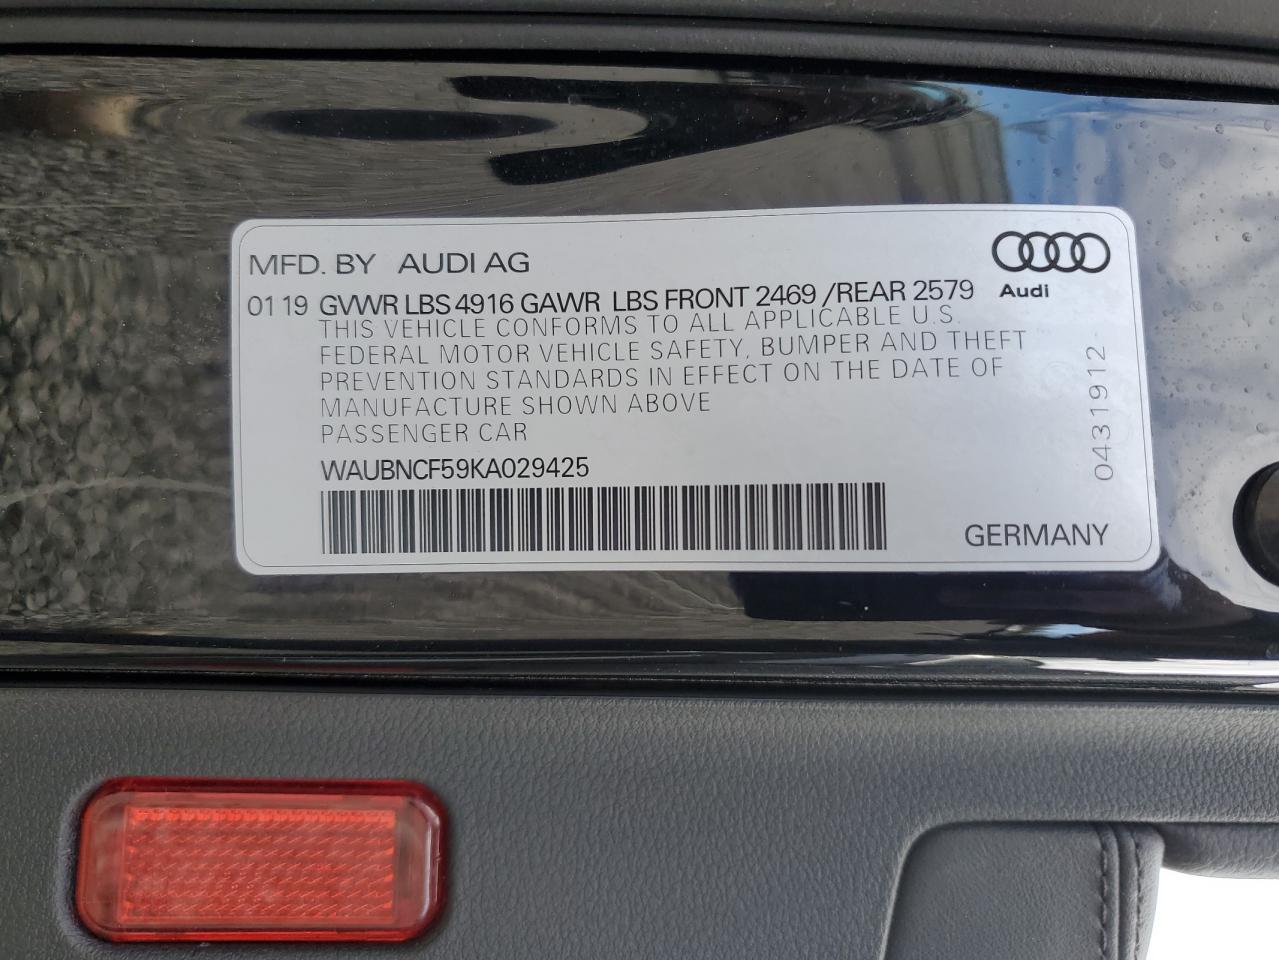 MFD. BY AUDI AG
01 19 GVWR LBS 4916 GAWR LBS FRONT 2469 /REAR 2579
Audi
THIS VEHICLE CONFORMS TO ALL APPLICABLE U.S.
FEDERAL MOTOR VEHICLE SAFETY, BUMPER AND THEFT
PREVENTION STANDARDS IN EFFECT ON THE DATE OF
MANUFACTURE SHOWN ABOVE
PASSENGER CAR
WAUBNCF59KA029425
GERMANY
0431912